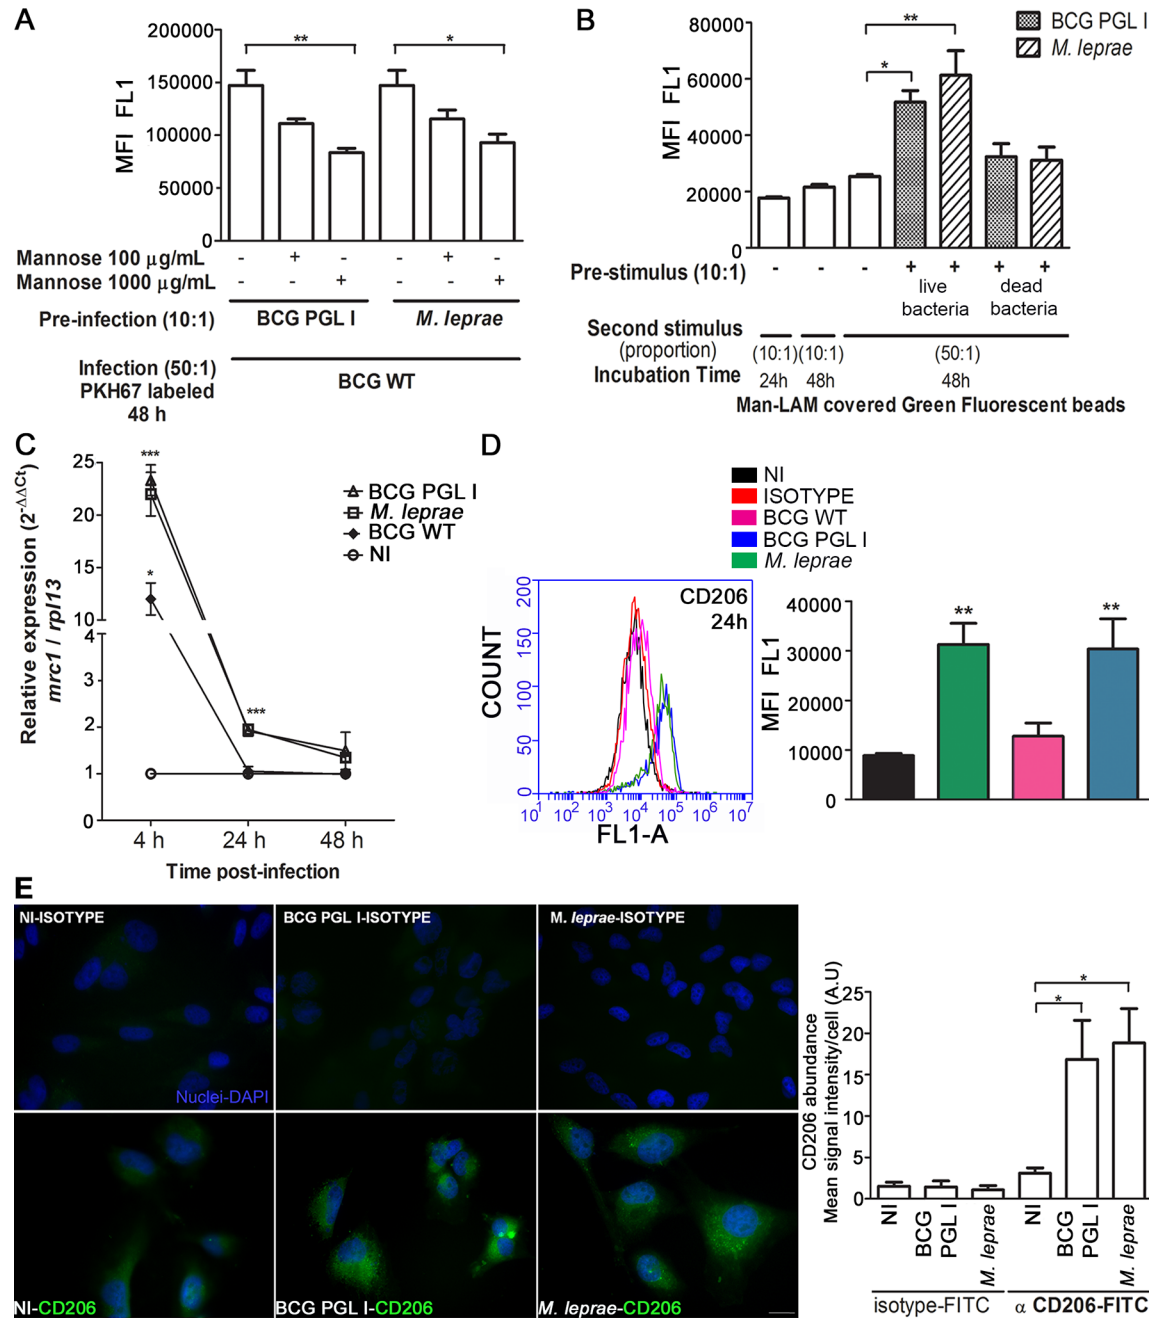 A
200000
150000
100000
50000
0
MFI FL1
**
*
Mannose 100 µg/mL - + - - + -
Mannose 1000 µg/mL - - + - - +
Pre-infection (10:1) BCG PGL I M. leprae
Infection (50:1)
PKH67 labeled
48 h
BCG WT
B
80000
60000
40000
20000
0
MFI FL1
**
*
BCG PGL I
M. leprae
Pre-stimulus (10:1) - - - + + + +
live
bacteria
dead
bacteria
Second stimulus
(proportion) (10:1) (10:1) (50:1)
Incubation Time 24h 48h 48h
Man-LAM covered Green Fluorescent beads
C
Relative expression (2-ΔΔCt)
mrc1 / rpl13
25
20
15
10
4
3
2
1
0
***
*
***
BCG PGL I
M. leprae
BCG WT
NI
4 h 24 h 48 h
Time post-infection
D
NI
ISOTYPE
BCG WT
BCG PGL I
M. leprae
CD206
24h
COUNT
200
150
100
50
0
10¹ 10² 10³ 10⁴ 10⁵ 10⁶ 10⁷
FL1-A
MFI FL1
40000
30000
20000
10000
0
**
**
E
NI-ISOTYPE
BCG PGL I-ISOTYPE
M. leprae-ISOTYPE
Nuclei-DAPI
NI-CD206
BCG PGL I-CD206
M. leprae-CD206
CD206 abundance
Mean signal intensity/cell (A.U)
25
20
15
10
5
0
*
*
NI
BCG
PGL I
M. leprae
NI
BCG
PGL I
M. leprae
isotype-FITC
α CD206-FITC